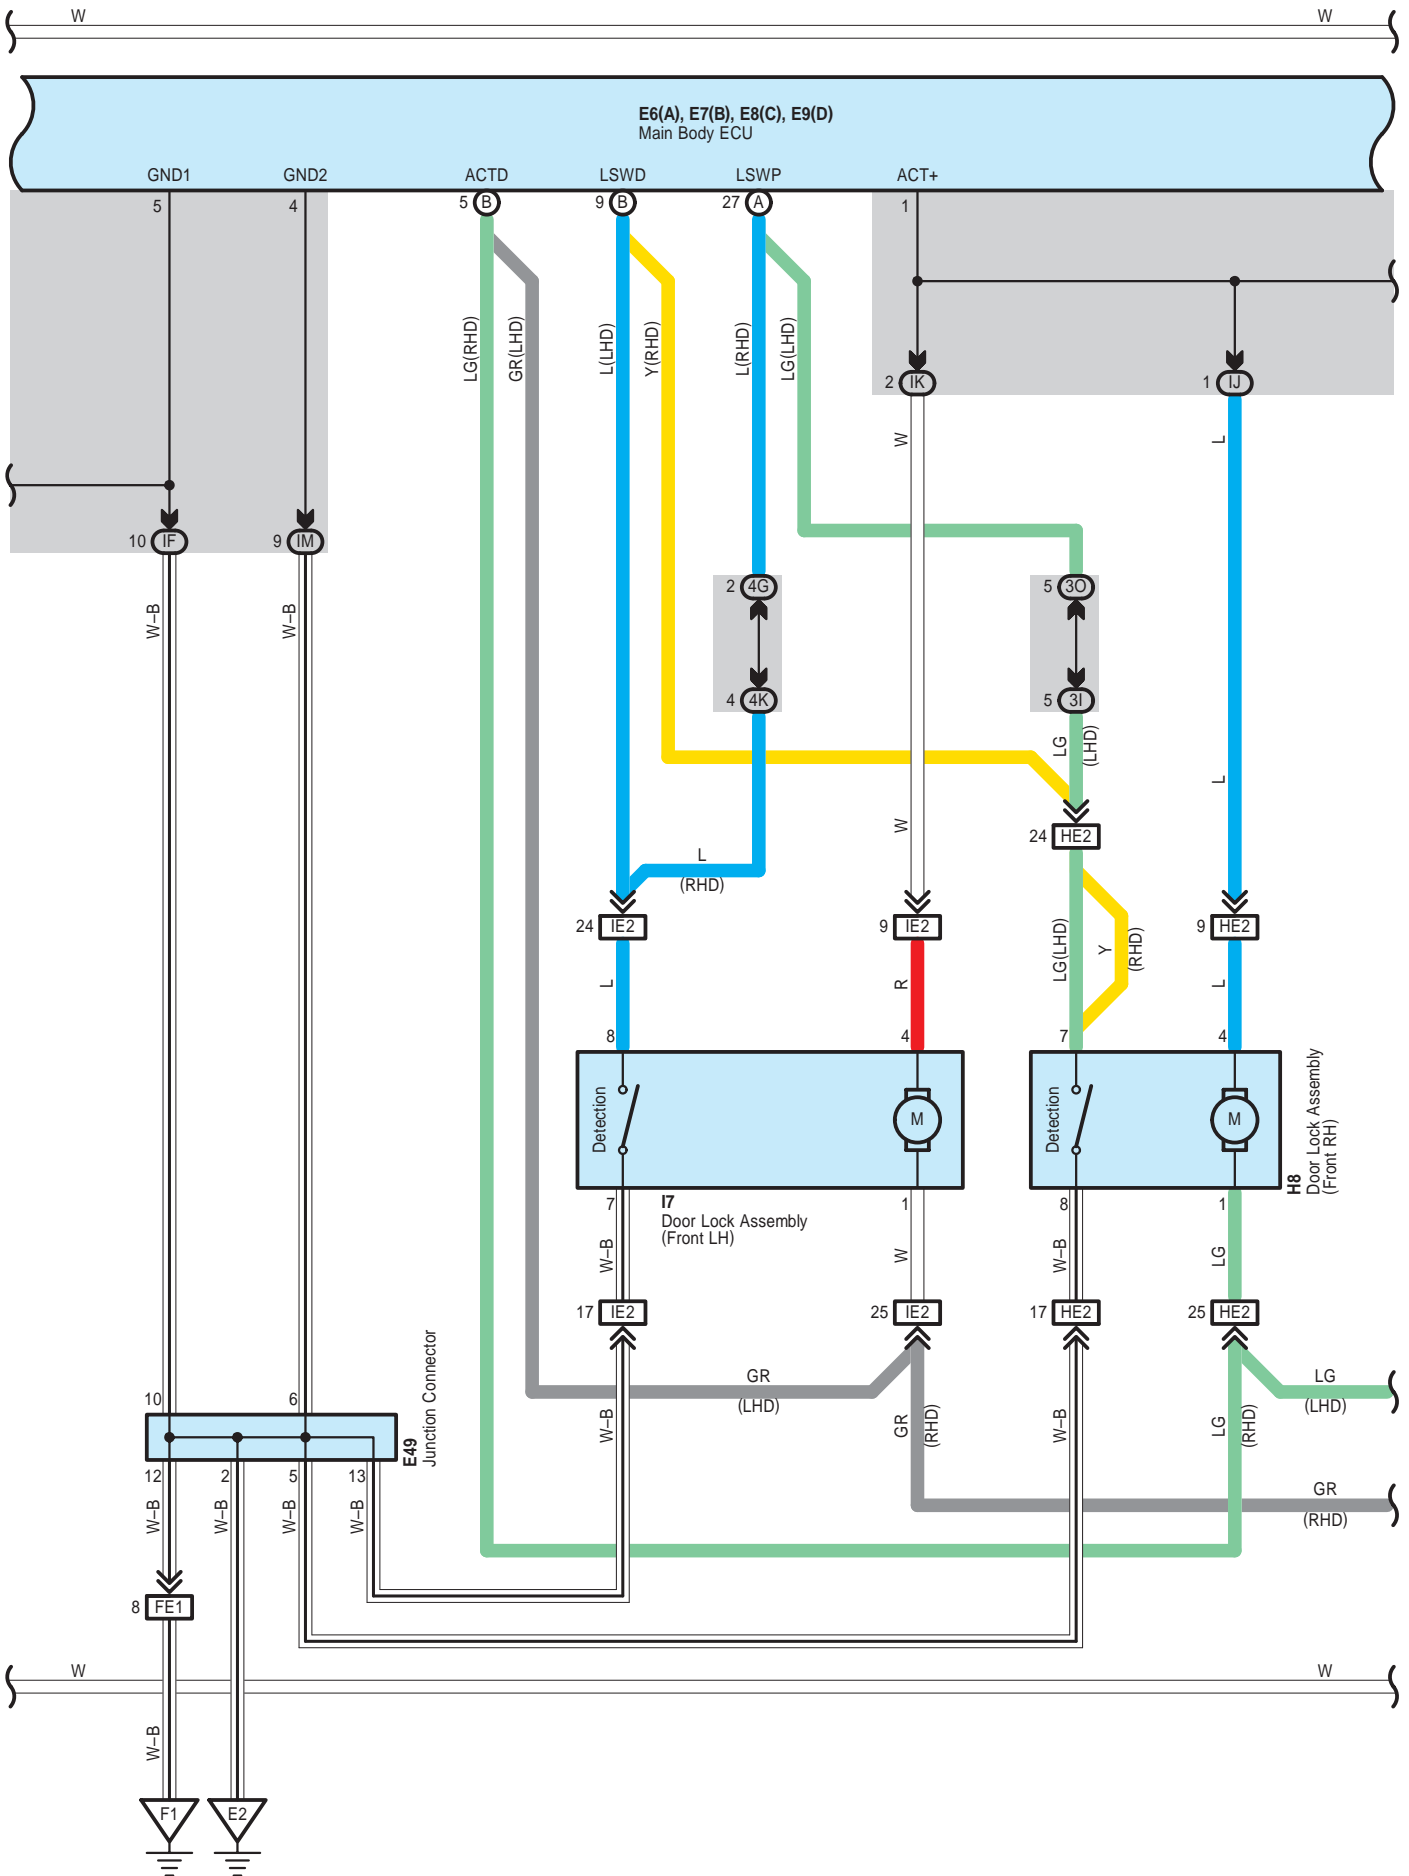 W W
E6(A), E7(B), E8(C), E9(D)
Main Body ECU
GND1 GND2 ACTD LSWD LSWP ACT+
5 4 5 B 9 B 27 A 1
LG(RHD) GR(LHD) L(LHD) Y(RHD) L(RHD) LG(LHD)
2 IK 1 IJ
W L
10 IF 9 IM
2 4G 5 3O
W–B W–B
4 4K 5 3I
LG (LHD)
L
W
24 HE2
L
(RHD)
24 IE2 9 IE2 9 HE2
LG(LHD) Y (RHD)
L R L
8 4 7 4
Detection M Detection M
H8
Door Lock Assembly
(Front RH)
7 1 8 1
I7
Door Lock Assembly
(Front LH)
W–B W W–B LG
17 IE2 25 IE2 17 HE2 25 HE2
GR
(LHD)
LG
(LHD)
W–B GR (RHD) W–B LG (RHD)
10 6
E49
Junction Connector
12 2 5 13
W–B W–B W–B W–B
GR
(RHD)
8 FE1
W W
W–B
F1 E2